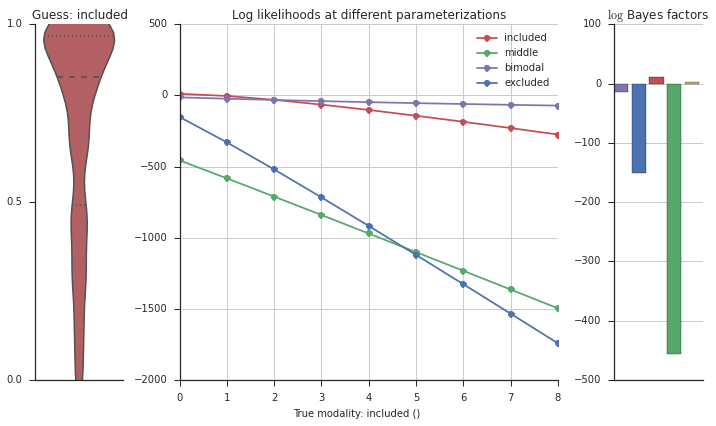 Guess: included
1.0
0.5
0.0
Log likelihoods at different parameterizations
500
0
−500
−1000
−1500
−2000
included
middle
bimodal
excluded
0 1 2 3 4 5 6 7 8
True modality: included ()
log Bayes factors
100
0
−100
−200
−300
−400
−500